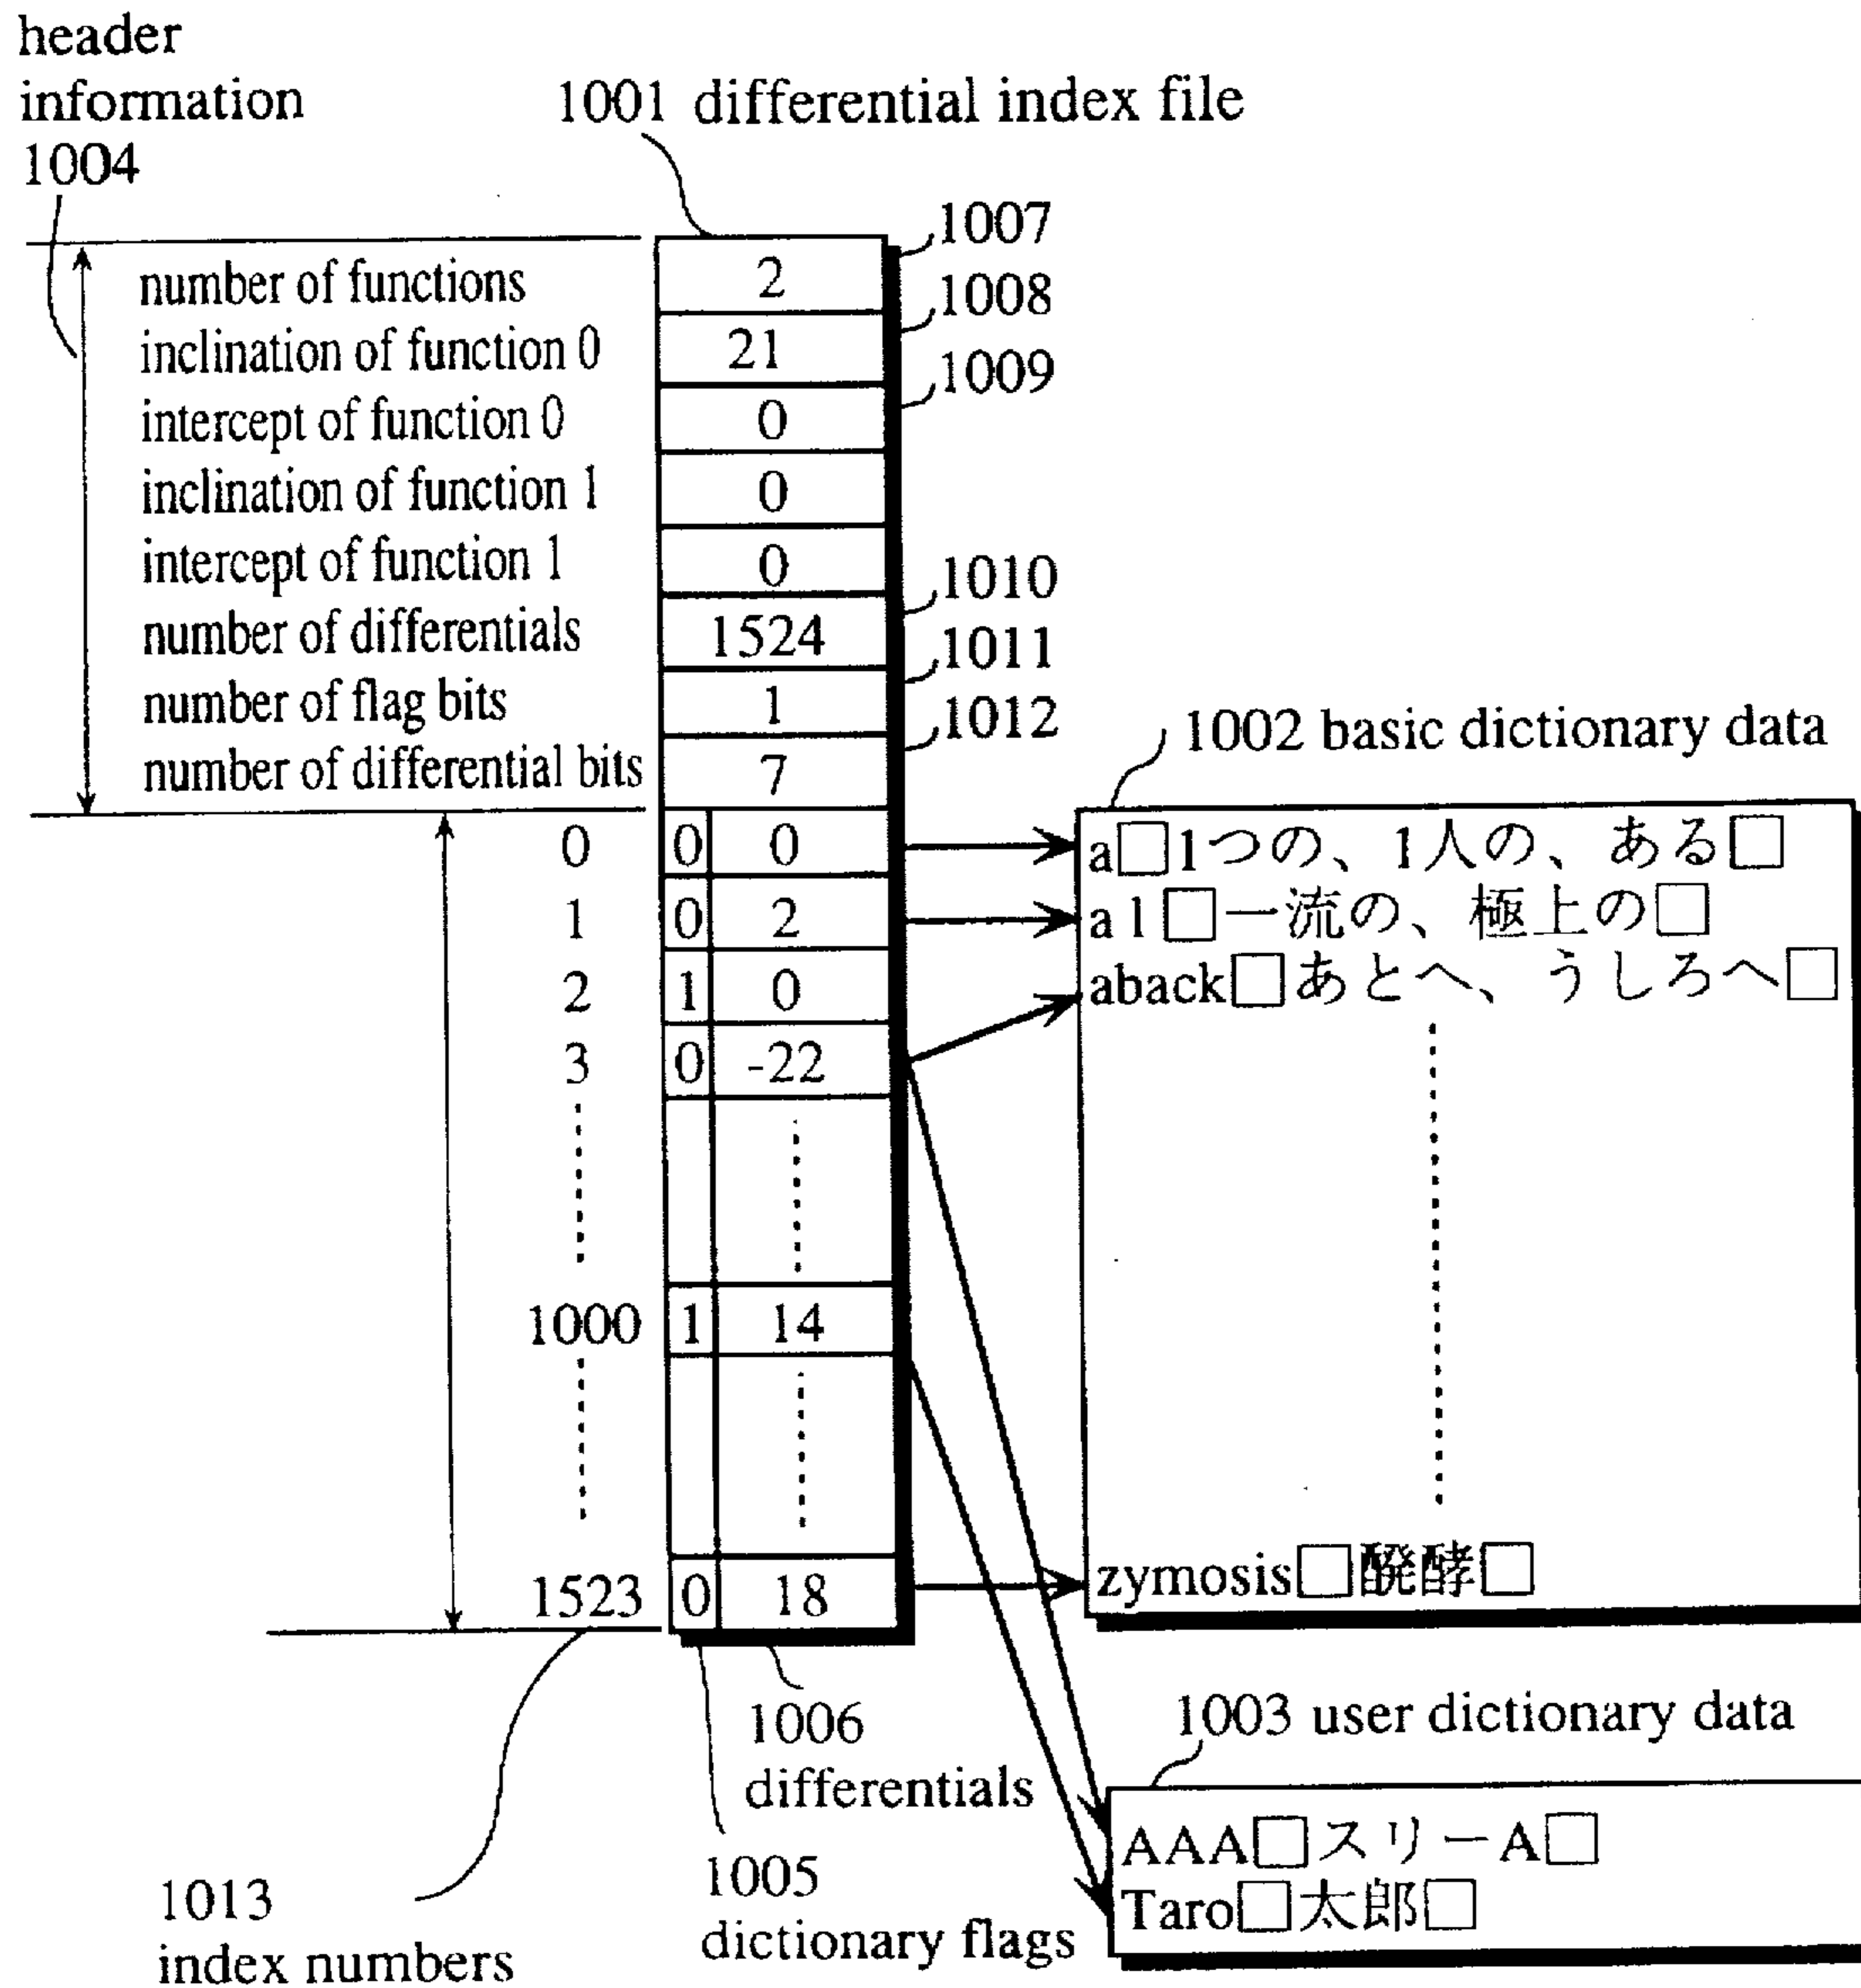 header
information
1004
1001 differential index file
number of functions 2 1007
inclination of function 0 21 1008
intercept of function 0 0 1009
inclination of function 1 0
intercept of function 1 0
number of differentials 1524 1010
number of flag bits 1 1011
number of differential bits 7 1012
0 0 0
1 0 2
2 1 0
3 0 -22
1000 1 14
1523 0 18
1002 basic dictionary data
a□1つの、1人の、ある□
a1□一流の、極上の□
aback□あとへ、うしろへ□
zymosis□醗酵□
1003 user dictionary data
AAA□スリーA□
Taro□太郎□
1006
differentials
1005
dictionary flags
1013
index numbers